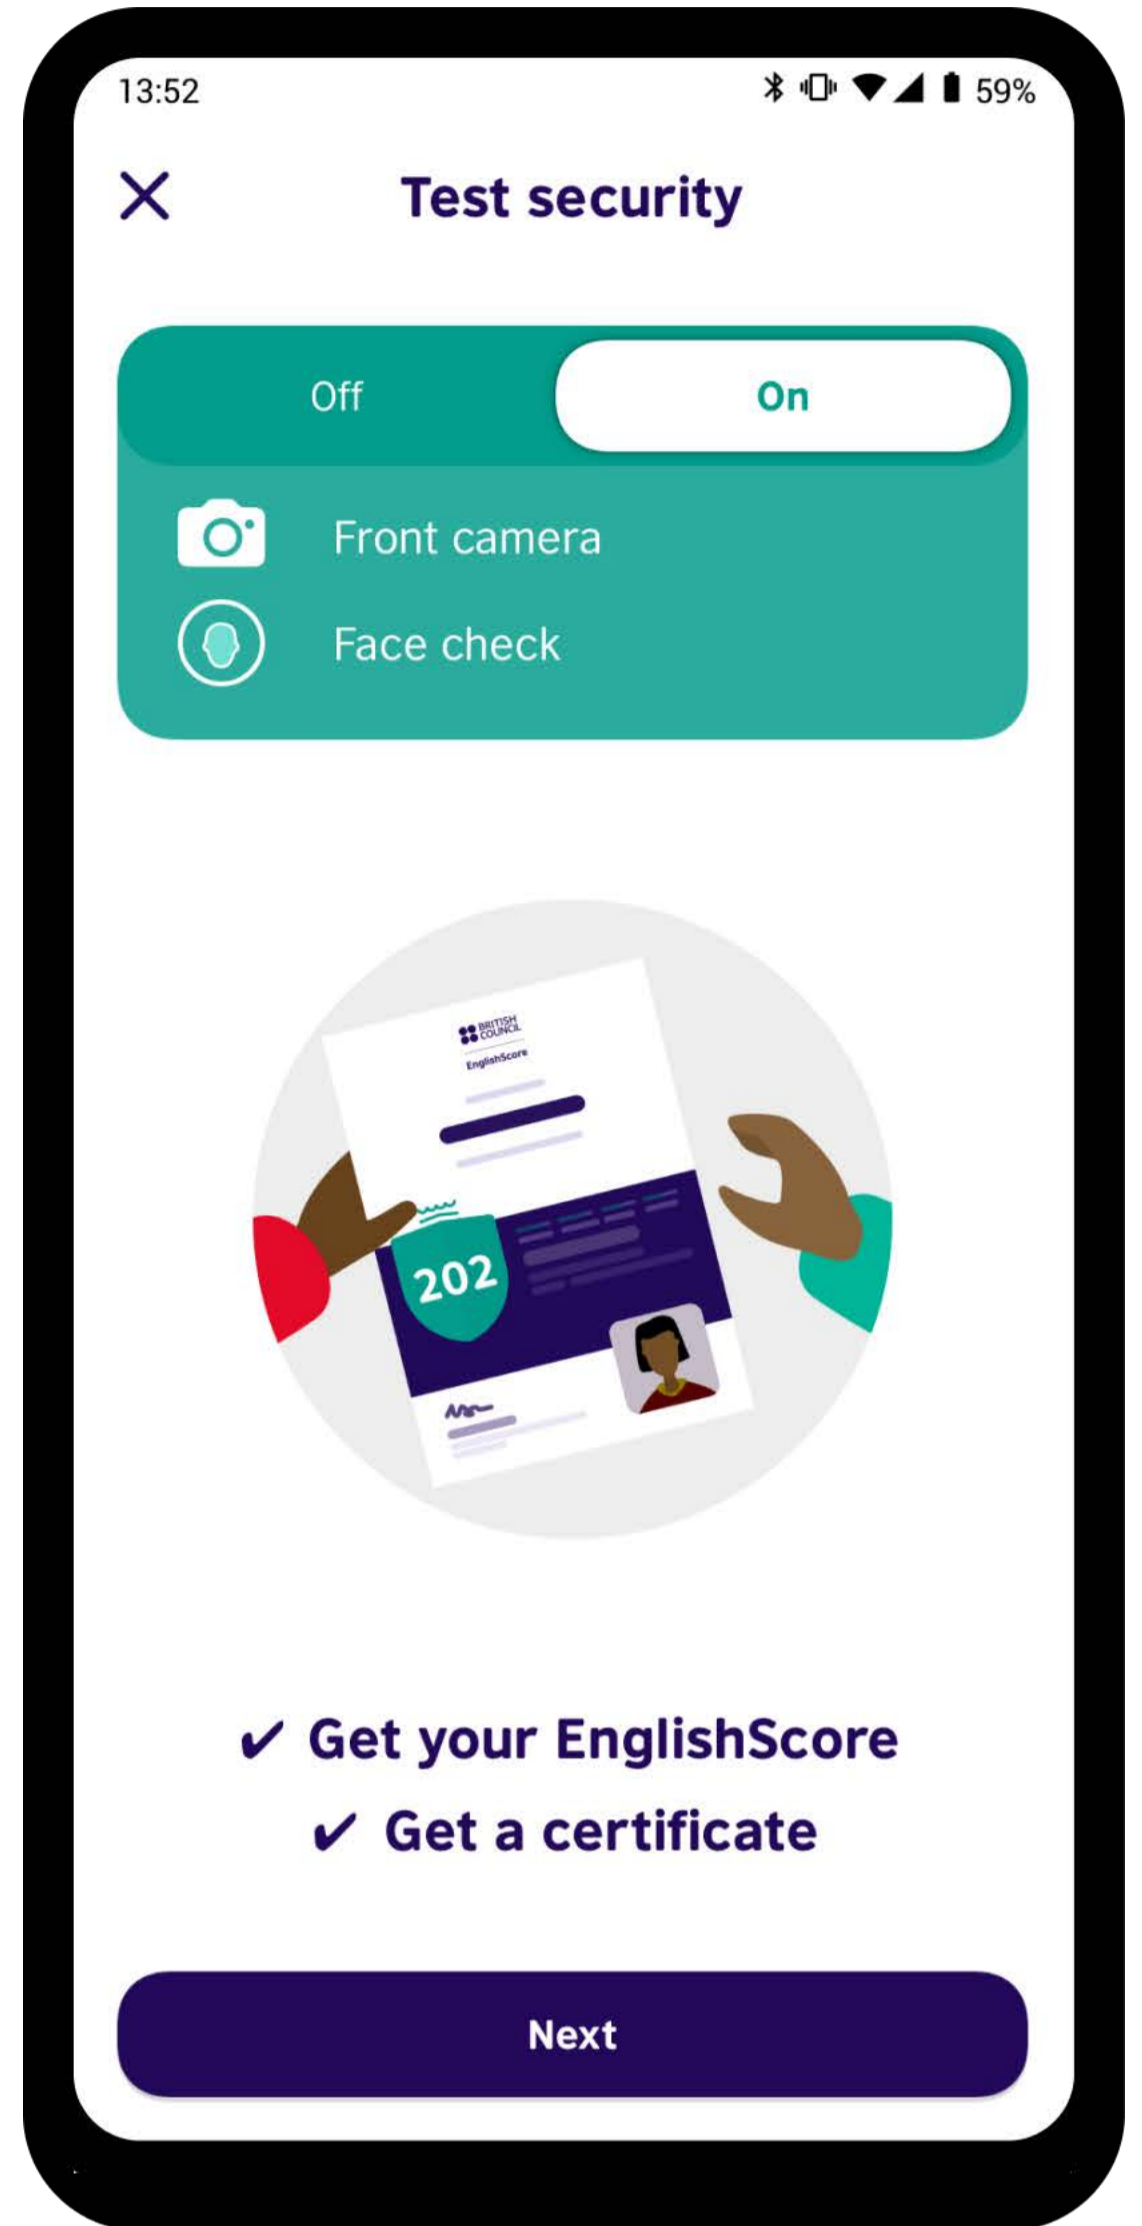 13:52 59%
Test security
Off On
Front camera
Face check
BRITISH
COUNCIL
EnglishScore
202
✔ Get your EnglishScore
✔ Get a certificate
Next